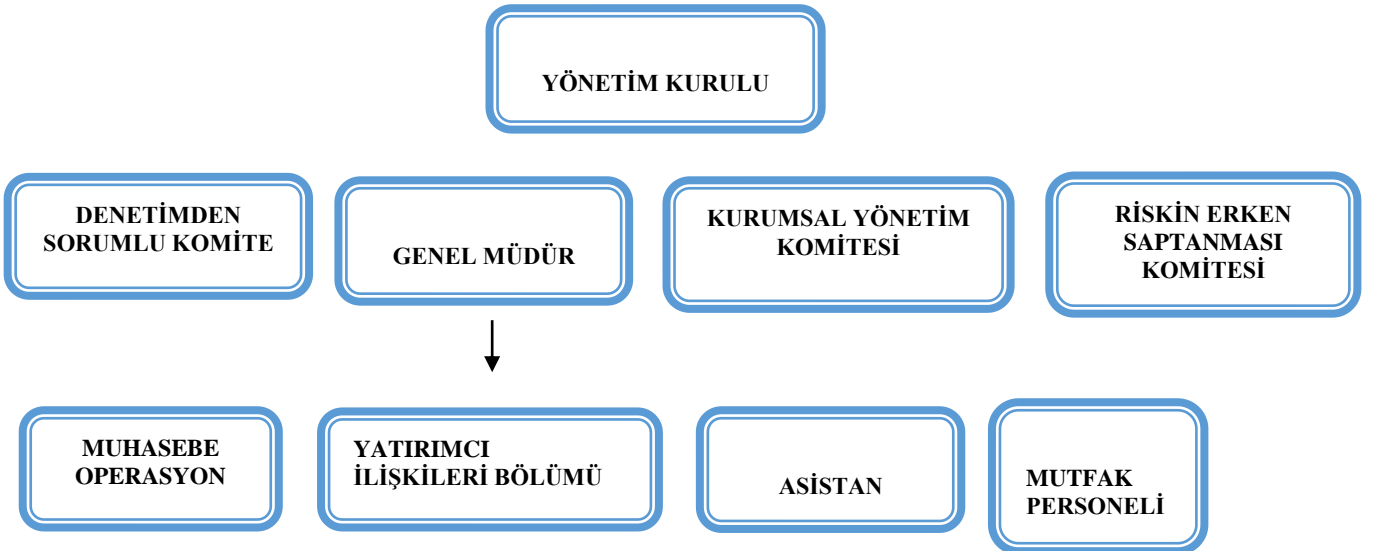 YÖNETİM KURULU
DENETİMDEN
SORUMLU KOMİTE
GENEL MÜDÜR
KURUMSAL YÖNETİM
KOMİTESİ
RİSKİN ERKEN
SAPTANMASI
KOMİTESİ
MUHASEBE
OPERASYON
YATIRIMCI
İLİŞKİLERİ BÖLÜMÜ
ASİSTAN
MUTFAK
PERSONELİ